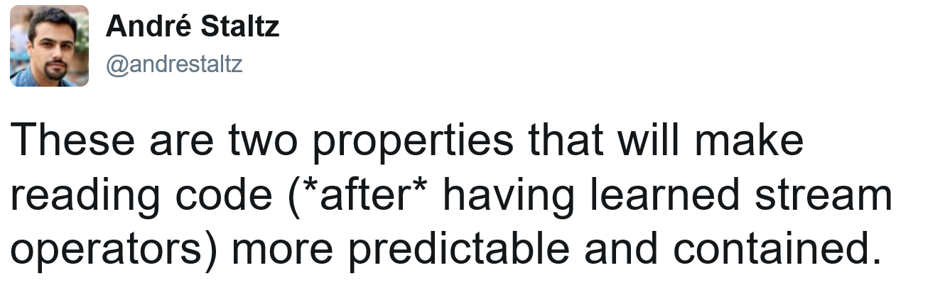 André Staltz
@andrestaltz
These are two properties that will make
reading code (*after* having learned stream
operators) more predictable and contained.